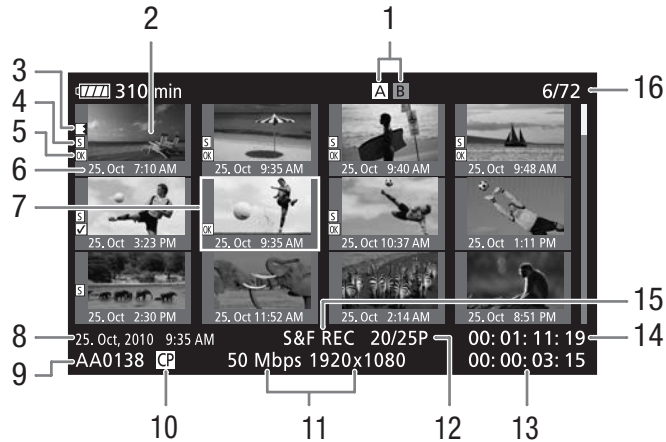 1
2
3
4
5
6
7
8
9
10
11
12
13
14
15
16
310 min
A B
6/72
S
OK
25. Oct 7:10 AM
S
OK
25. Oct 9:35 AM
S
OK
25. Oct 9:40 AM
S
OK
25. Oct 9:48 AM
S
25. Oct 3:23 PM
OK
25. Oct 9:35 AM
25. Oct 10:37 AM
25. Oct 1:11 PM
S
25. Oct 2:30 PM
25. Oct 11:52 AM
25. Oct 2:14 AM
25. Oct 8:51 PM
25. Oct, 2010 9:35 AM
S&F REC 20/25P
00: 01: 11: 19
AA0138 CP
50 Mbps 1920x1080
00: 00: 03: 15